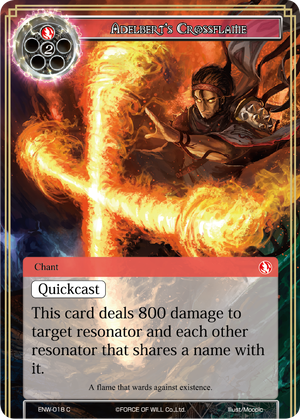 Adelbert's Crossflame
2
Chant
Quickcast
This card deals 800 damage to
target resonator and each other
resonator that shares a name with
it.
A flame that wards against existence.
ENW-018 C ©FORCE OF WILL Co.,Ltd. Illust/Moopic